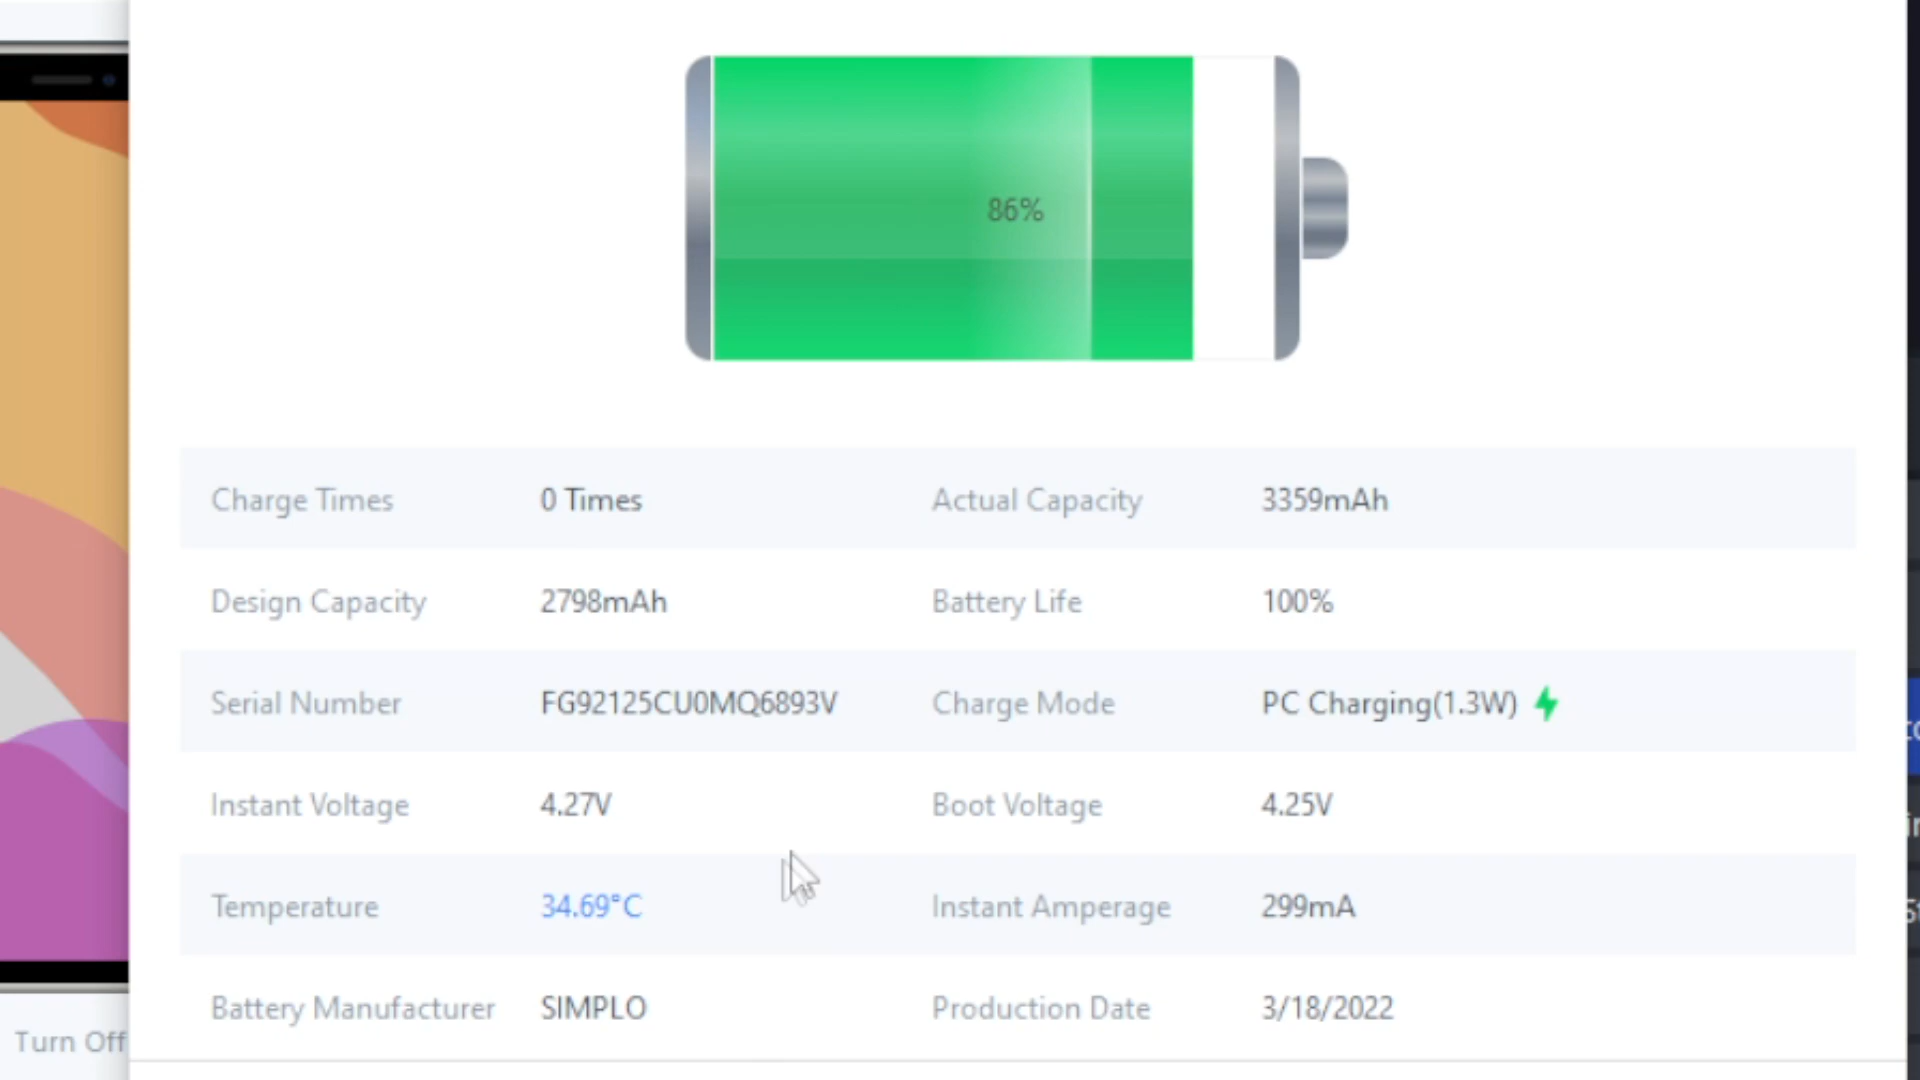 86%
Charge Times 0 Times Actual Capacity 3359mAh
Design Capacity 2798mAh Battery Life 100%
Serial Number FG92125CU0MQ6893V Charge Mode PC Charging(1.3W)
Instant Voltage 4.27V Boot Voltage 4.25V
Temperature 34.69°C Instant Amperage 299mA
Battery Manufacturer SIMPLO Production Date 3/18/2022
Turn Off